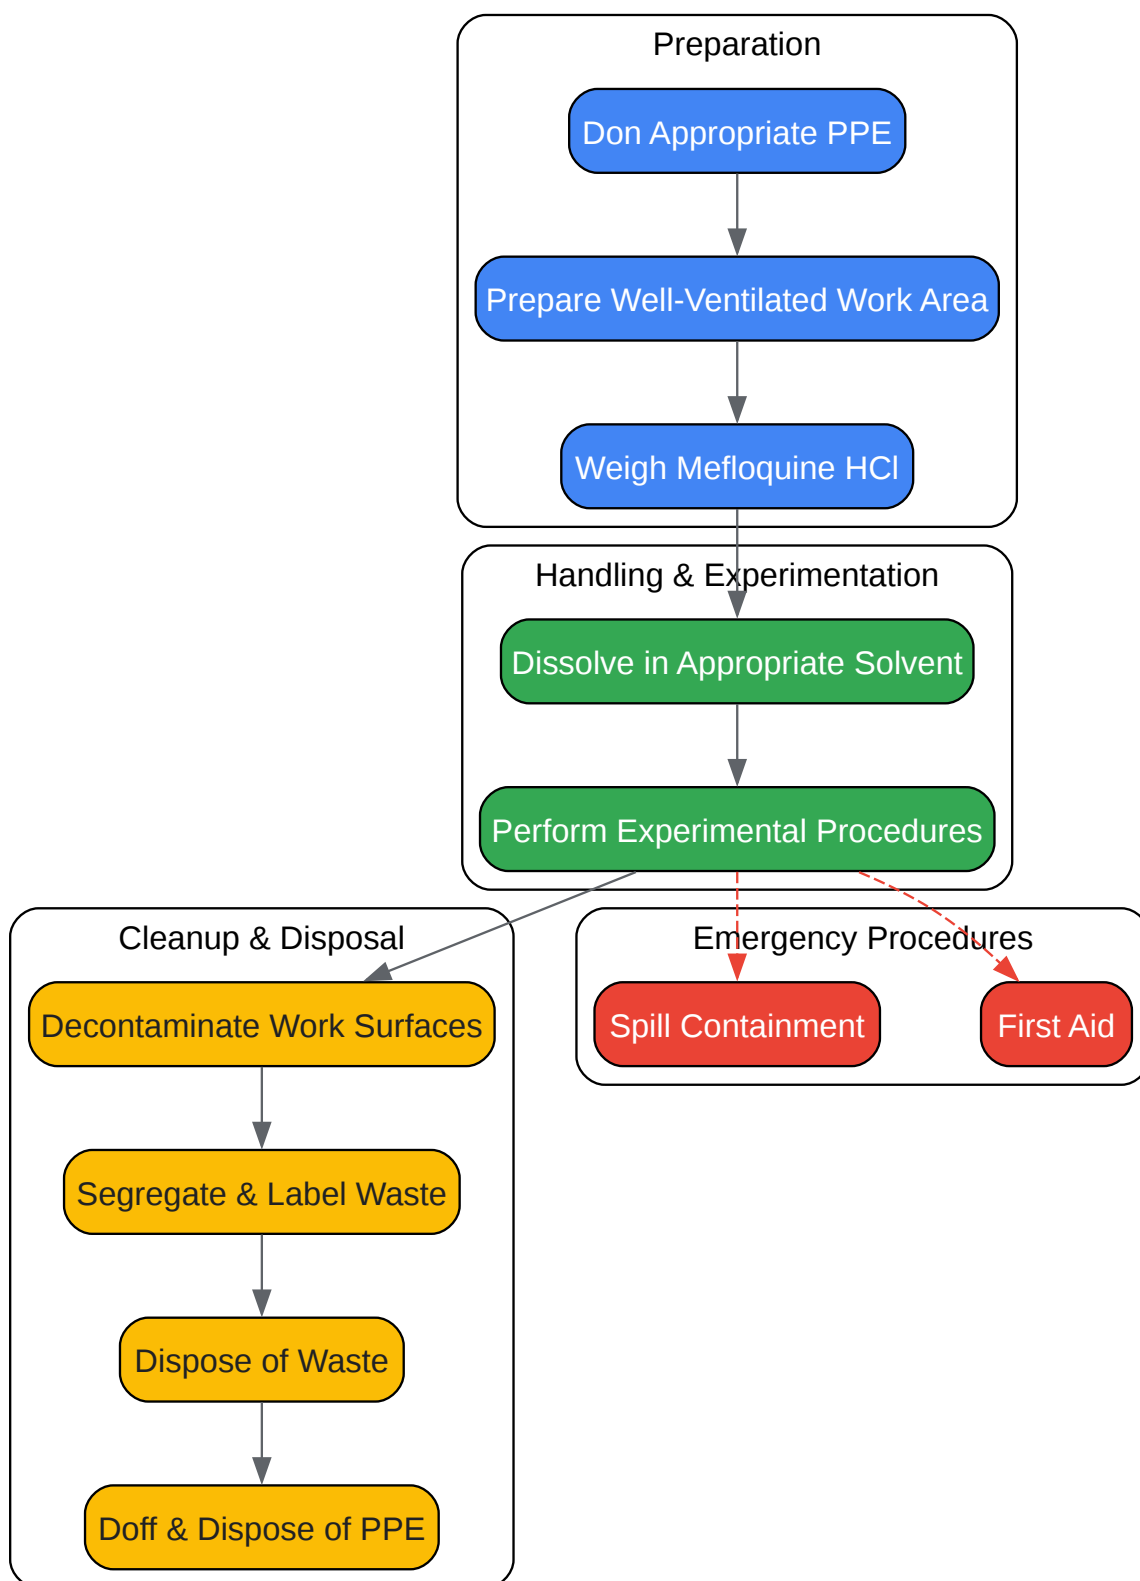 Preparation
Don Appropriate PPE
Prepare Well-Ventilated Work Area
Weigh Mefloquine HCl
Handling & Experimentation
Dissolve in Appropriate Solvent
Perform Experimental Procedures
Cleanup & Disposal
Decontaminate Work Surfaces
Segregate & Label Waste
Dispose of Waste
Doff & Dispose of PPE
Emergency Procedures
Spill Containment
First Aid